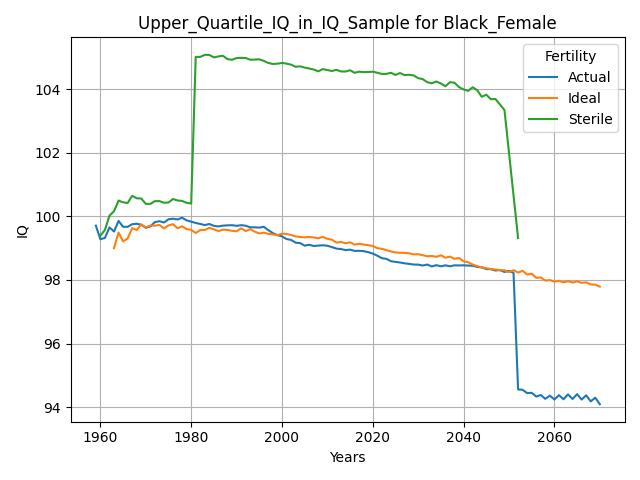 Upper_Quartile_IQ_in_IQ_Sample for Black_Female
Fertility
Actual
Ideal
Sterile
IQ
104
102
100
98
96
94
1960
1980
2000
2020
2040
2060
Years